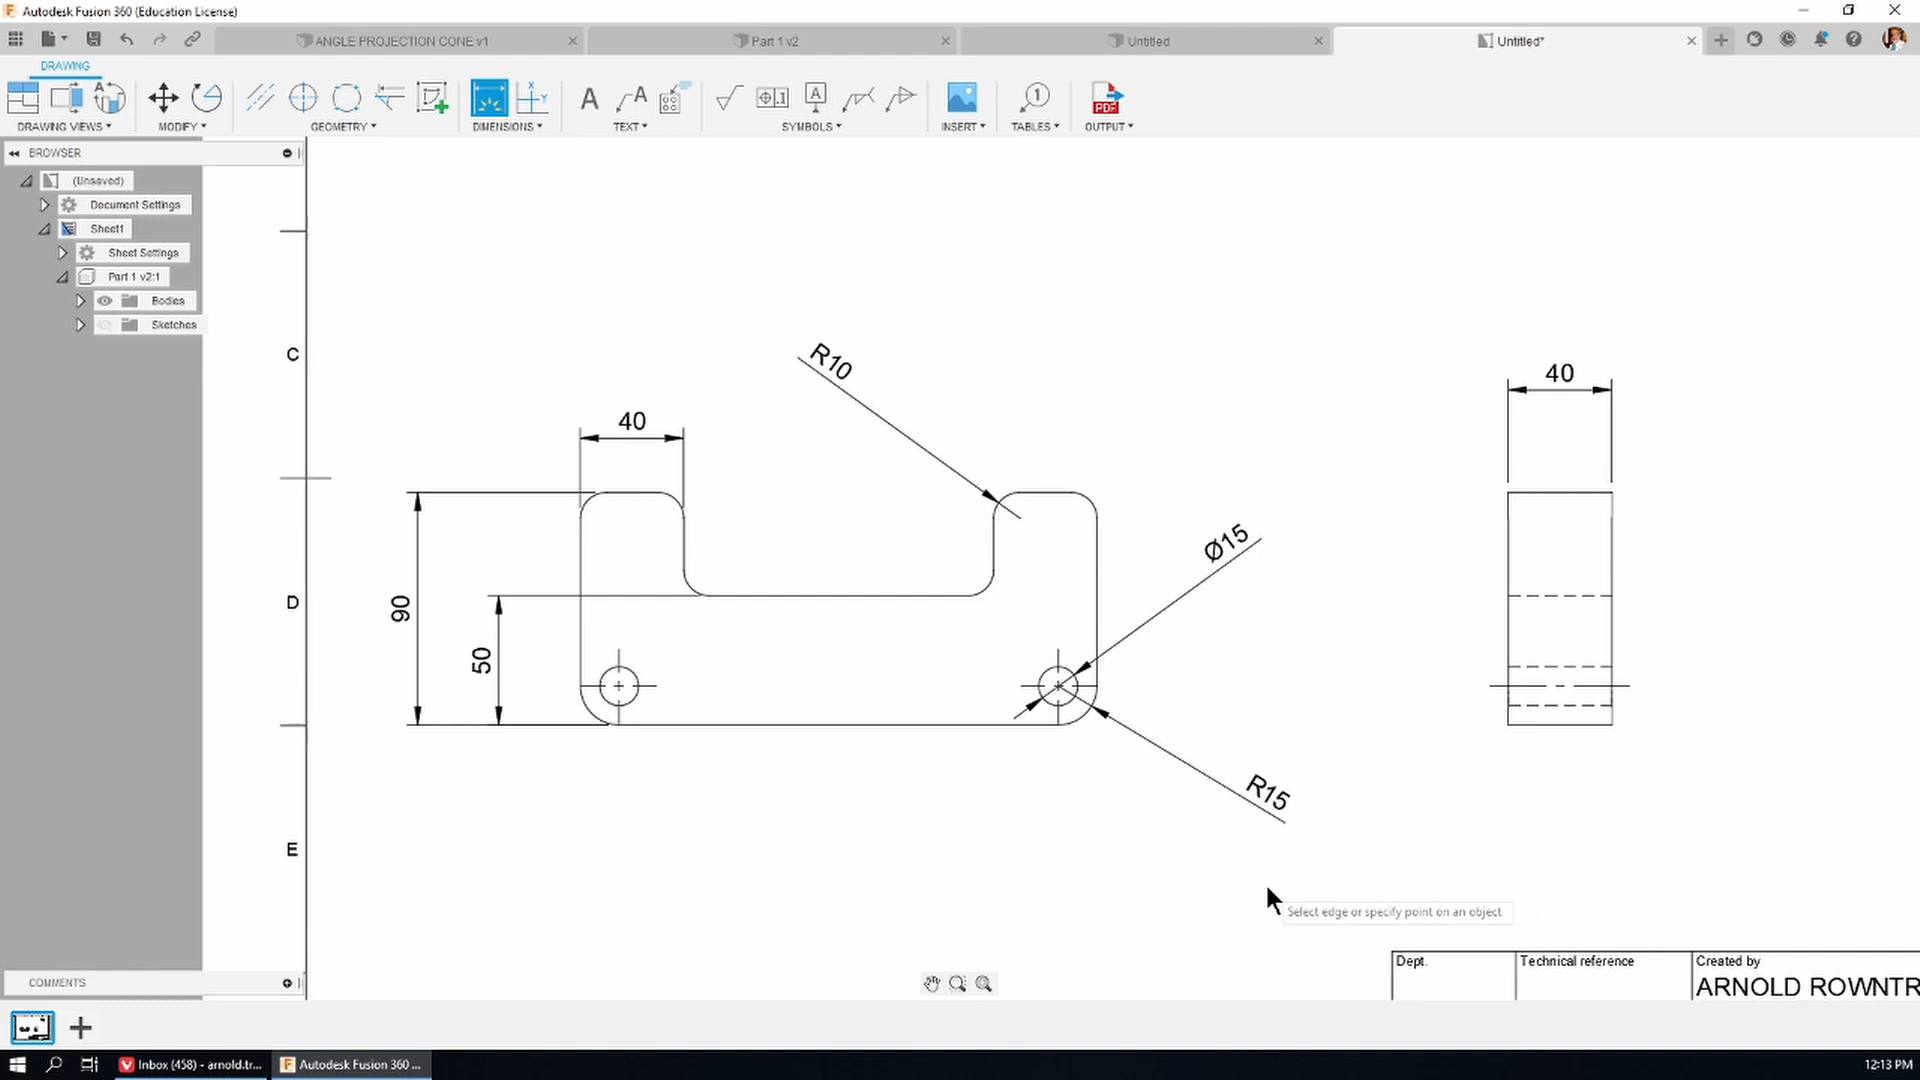 Autodesk Fusion 360 (Education License)
ANGLE PROJECTION CONE v1
Part 1 v2
Untitled
Untitled*
DRAWING
DRAWING VIEWS
MODIFY
GEOMETRY
DIMENSIONS
TEXT
SYMBOLS
INSERT
TABLES
OUTPUT
BROWSER
(Unsaved)
Document Settings
Sheet1
Sheet Settings
Part 1 v2:1
Bodies
Sketches
C
D
E
R10
40
40
Ø15
90
50
R15
Select edge or specify point on an object
Dept.
Technical reference
Created by
ARNOLD ROWNTR
COMMENTS
Inbox (458) - arnold.tr...
Autodesk Fusion 360 ...
12:13 PM